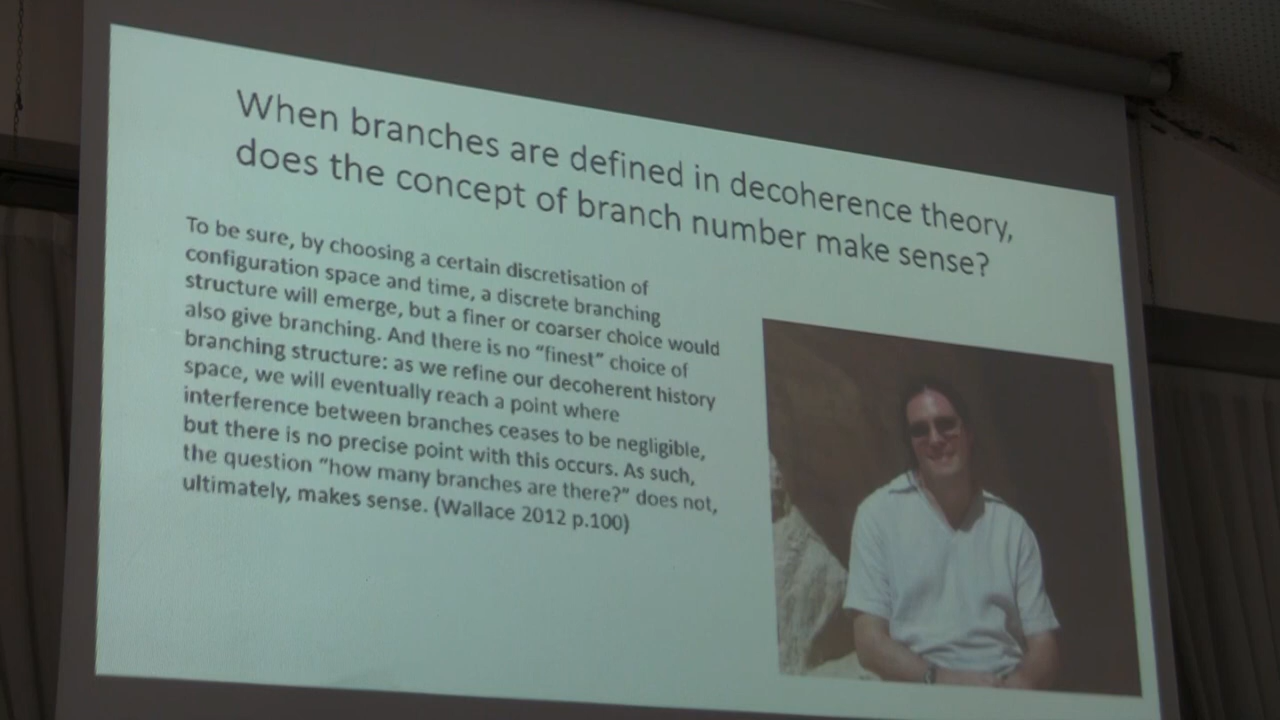 When branches are defined in decoherence theory,
does the concept of branch number make sense?
To be sure, by choosing a certain discretisation of
configuration space and time, a discrete branching
structure will emerge, but a finer or coarser choice would
also give branching. And there is no “finest” choice of
branching structure: as we refine our decoherent history
space, we will eventually reach a point where
interference between branches ceases to be negligible,
but there is no precise point with this occurs. As such,
the question “how many branches are there?” does not,
ultimately, makes sense. (Wallace 2012 p.100)